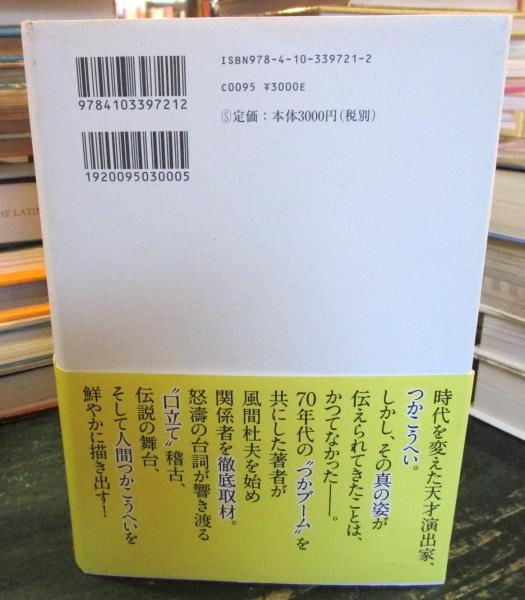 ISBN978-4-10-339721-2
C0095 ¥3000E
Ⓢ定価：本体3000円（税別）
9784103397212
1920095030005
時代を変えた天才演出家、
つかこうへい。
しかし、その真の姿が
伝えられてきたことは、
かつてなかった――。
70年代の〝つかブーム〟を
共にした著者が
風間杜夫を始め
関係者を徹底取材。
怒濤の台詞が響き渡る
〝口立て〟稽古、
伝説の舞台、
そして人間つかこうへいを
鮮やかに描き出す！
HE LATIN